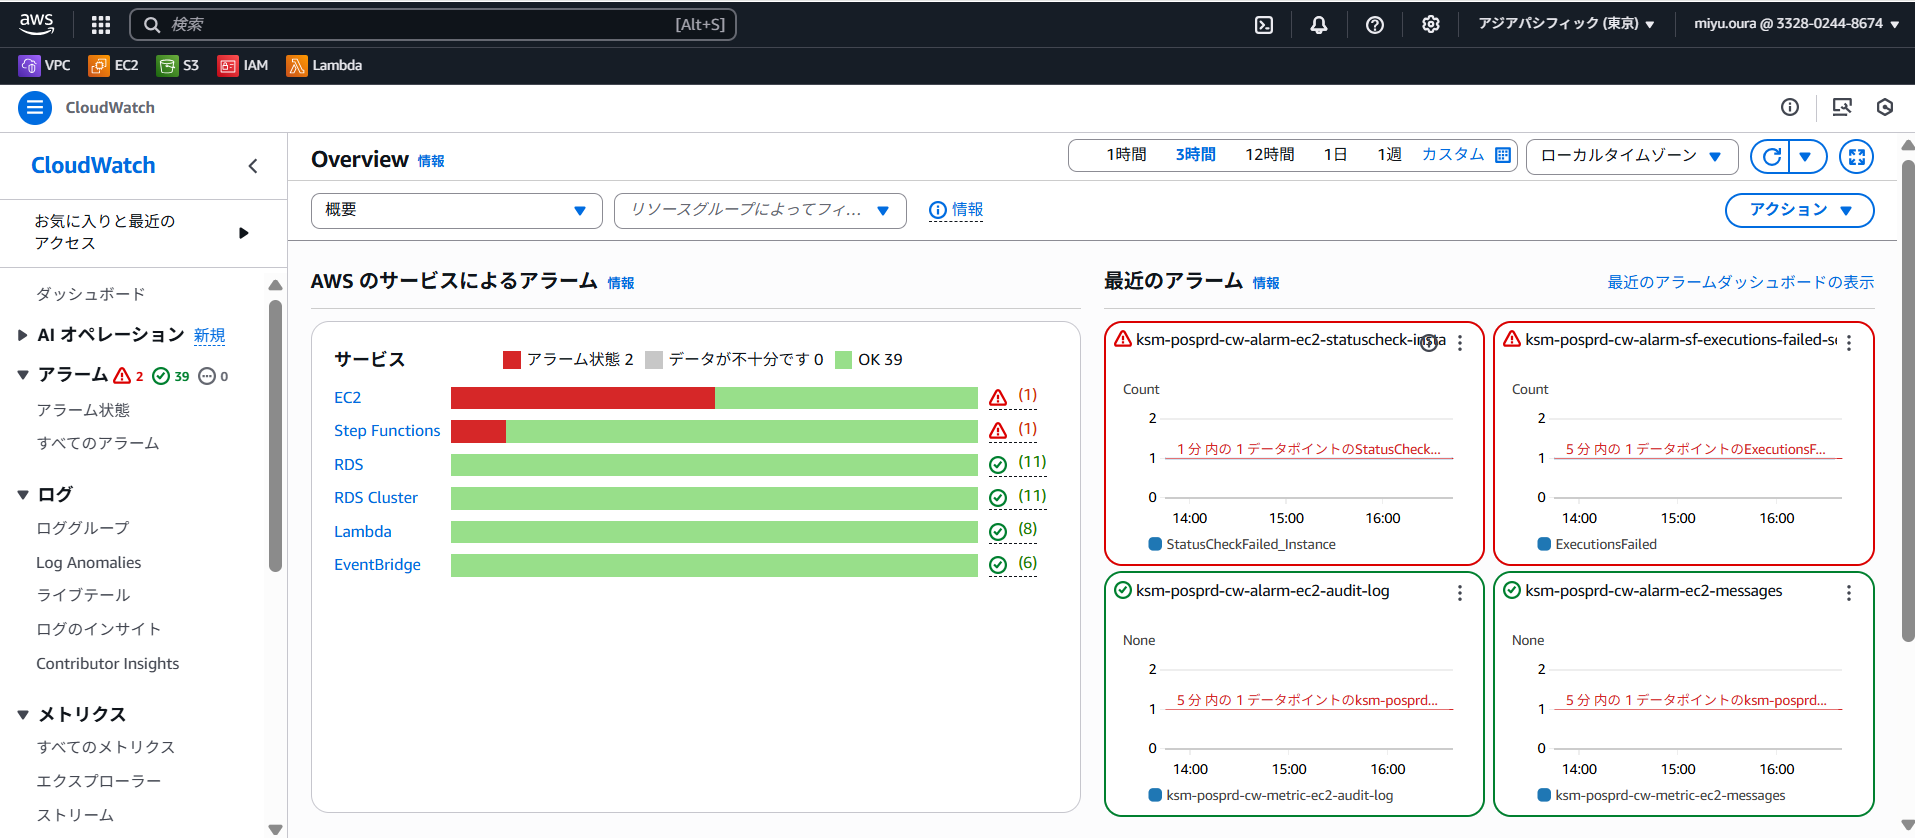 aws
検索
[Alt+S]
アジアパシフィック (東京)
miyu.oura @ 3328-0244-8674
VPC
EC2
S3
IAM
Lambda
CloudWatch
CloudWatch
お気に入りと最近の
アクセス
ダッシュボード
AI オペレーション 新規
アラーム 2 39 0
アラーム状態
すべてのアラーム
ログ
ロググループ
Log Anomalies
ライブテール
ログのインサイト
Contributor Insights
メトリクス
すべてのメトリクス
エクスプローラー
ストリーム
Overview 情報
1時間
3時間
12時間
1日
1週
カスタム
ローカルタイムゾーン
概要
リソースグループによってフィ...
情報
アクション
AWS のサービスによるアラーム 情報
サービス
アラーム状態 2
データが不十分です 0
OK 39
EC2
(1)
Step Functions
(1)
RDS
(11)
RDS Cluster
(11)
Lambda
(8)
EventBridge
(6)
最近のアラーム 情報
最近のアラームダッシュボードの表示
ksm-posprd-cw-alarm-ec2-statuscheck-insta
Count
2
1 分 内の 1 データポイントのStatusCheck...
1
0
14:00
15:00
16:00
StatusCheckFailed_Instance
ksm-posprd-cw-alarm-sf-executions-failed-se
Count
2
5 分 内の 1 データポイントのExecutionsF...
1
0
14:00
15:00
16:00
ExecutionsFailed
ksm-posprd-cw-alarm-ec2-audit-log
None
2
5 分 内の 1 データポイントのksm-posprd...
1
0
14:00
15:00
16:00
ksm-posprd-cw-metric-ec2-audit-log
ksm-posprd-cw-alarm-ec2-messages
None
2
5 分 内の 1 データポイントのksm-posprd...
1
0
14:00
15:00
16:00
ksm-posprd-cw-metric-ec2-messages